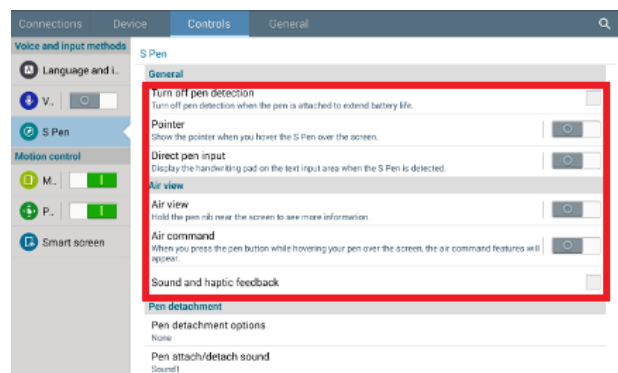 Connections Device Controls General
Voice and input methods
Language and i..
V..
S Pen
Motion control
M..
P..
Smart screen
S Pen
General
Turn off pen detection
Turn off pen detection when the pen is attached to extend battery life.
Pointer
Show the pointer when you hover the S Pen over the screen.
Direct pen input
Display the handwriting pad on the text input area when the S Pen is detected.
Air view
Air view
Hold the pen nib near the screen to see more information.
Air command
When you press the pen button while hovering your pen over the screen, the air command features will
appear.
Sound and haptic feedback
Pen detachment
Pen detachment options
None
Pen attach/detach sound
Sound1